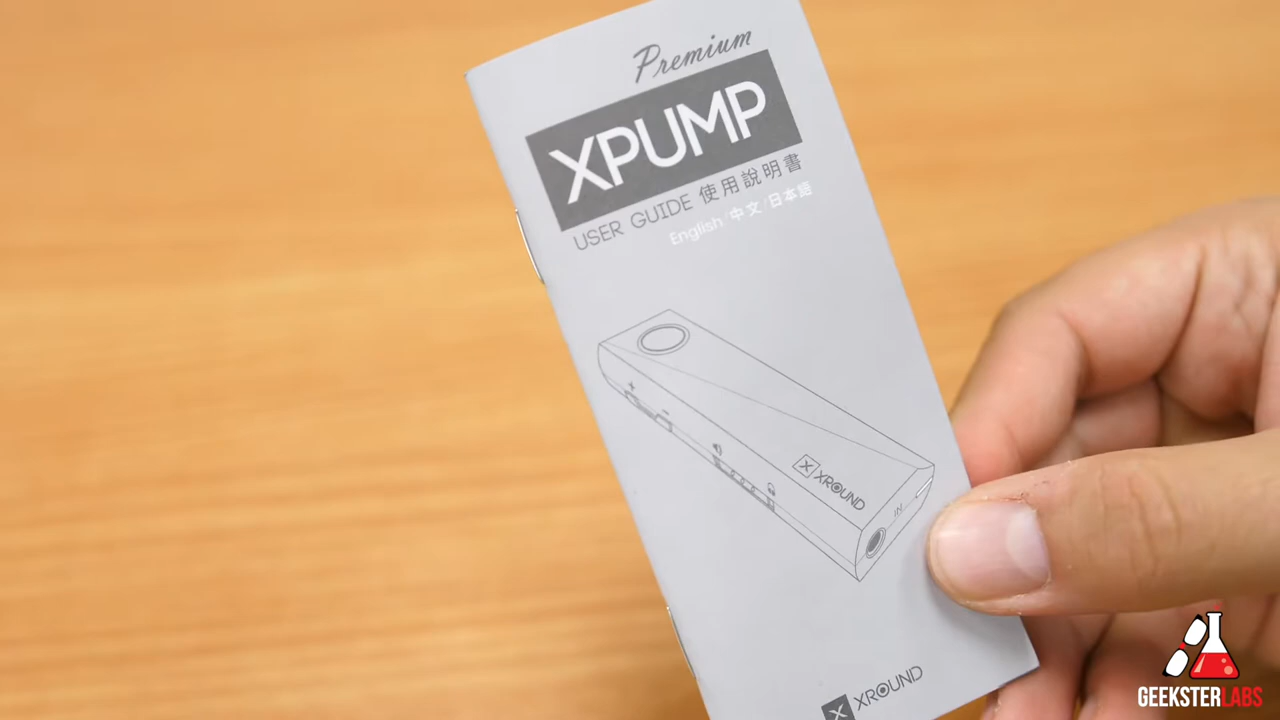 Premium
XPUMP
USER GUIDE 使用說明書
English/中文/日本語
+
-
X XROUND
IN
X XROUND
GEEKSTERLABS